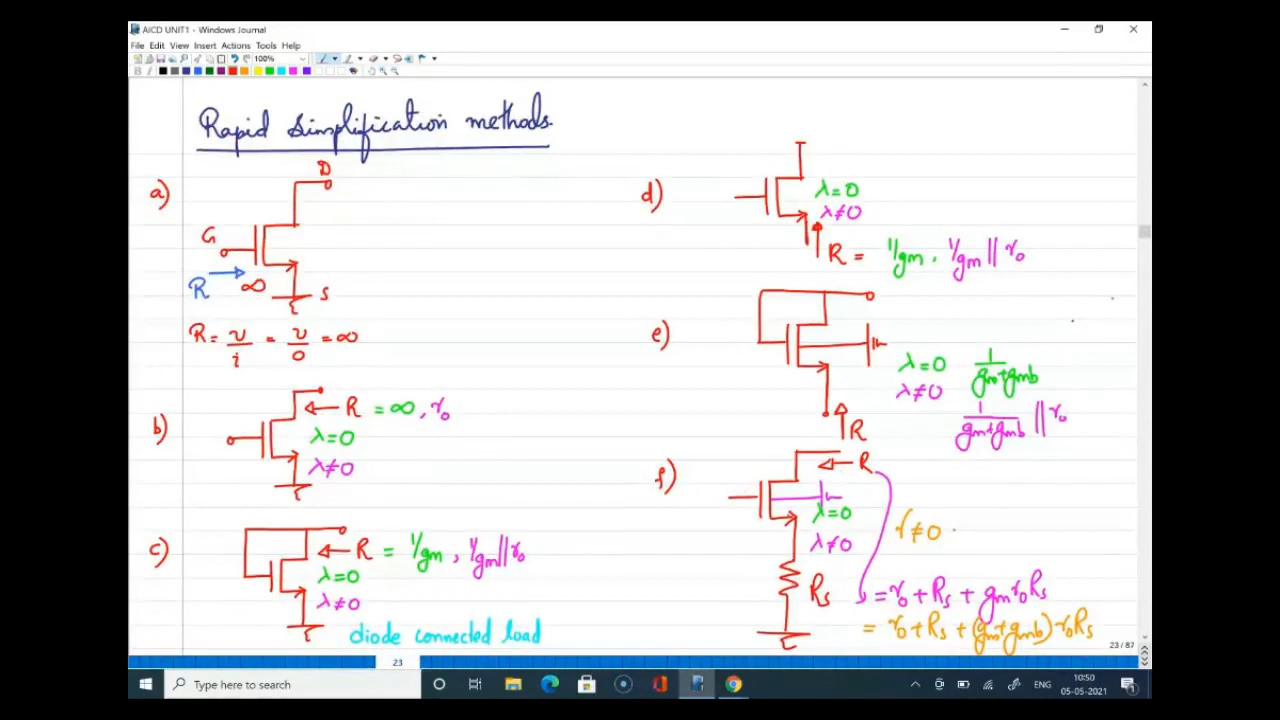 AICD UNIT1 - Windows Journal
File Edit View Insert Actions Tools Help
100%
B I
Rapid Simplification methods.
a)
D
G
R
∞
S
R = v/i = v/0 = ∞
b)
R = ∞, r₀
λ=0
λ≠0
c)
R = 1/gm, 1/gm || r₀
λ=0
λ≠0
diode connected load
d)
λ=0
λ≠0
R = 1/gm, 1/gm || r₀
e)
λ=0 1/(gm+gmb)
λ≠0
1/(gm+gmb) || r₀
R
f)
R
λ=0
λ≠0
γ≠0
Rs
= r₀ + Rs + gm r₀ Rs
= r₀ + Rs + (gm+gmb) r₀ Rs
23 / 87
23
Type here to search
ENG
10:50
05-05-2021
1